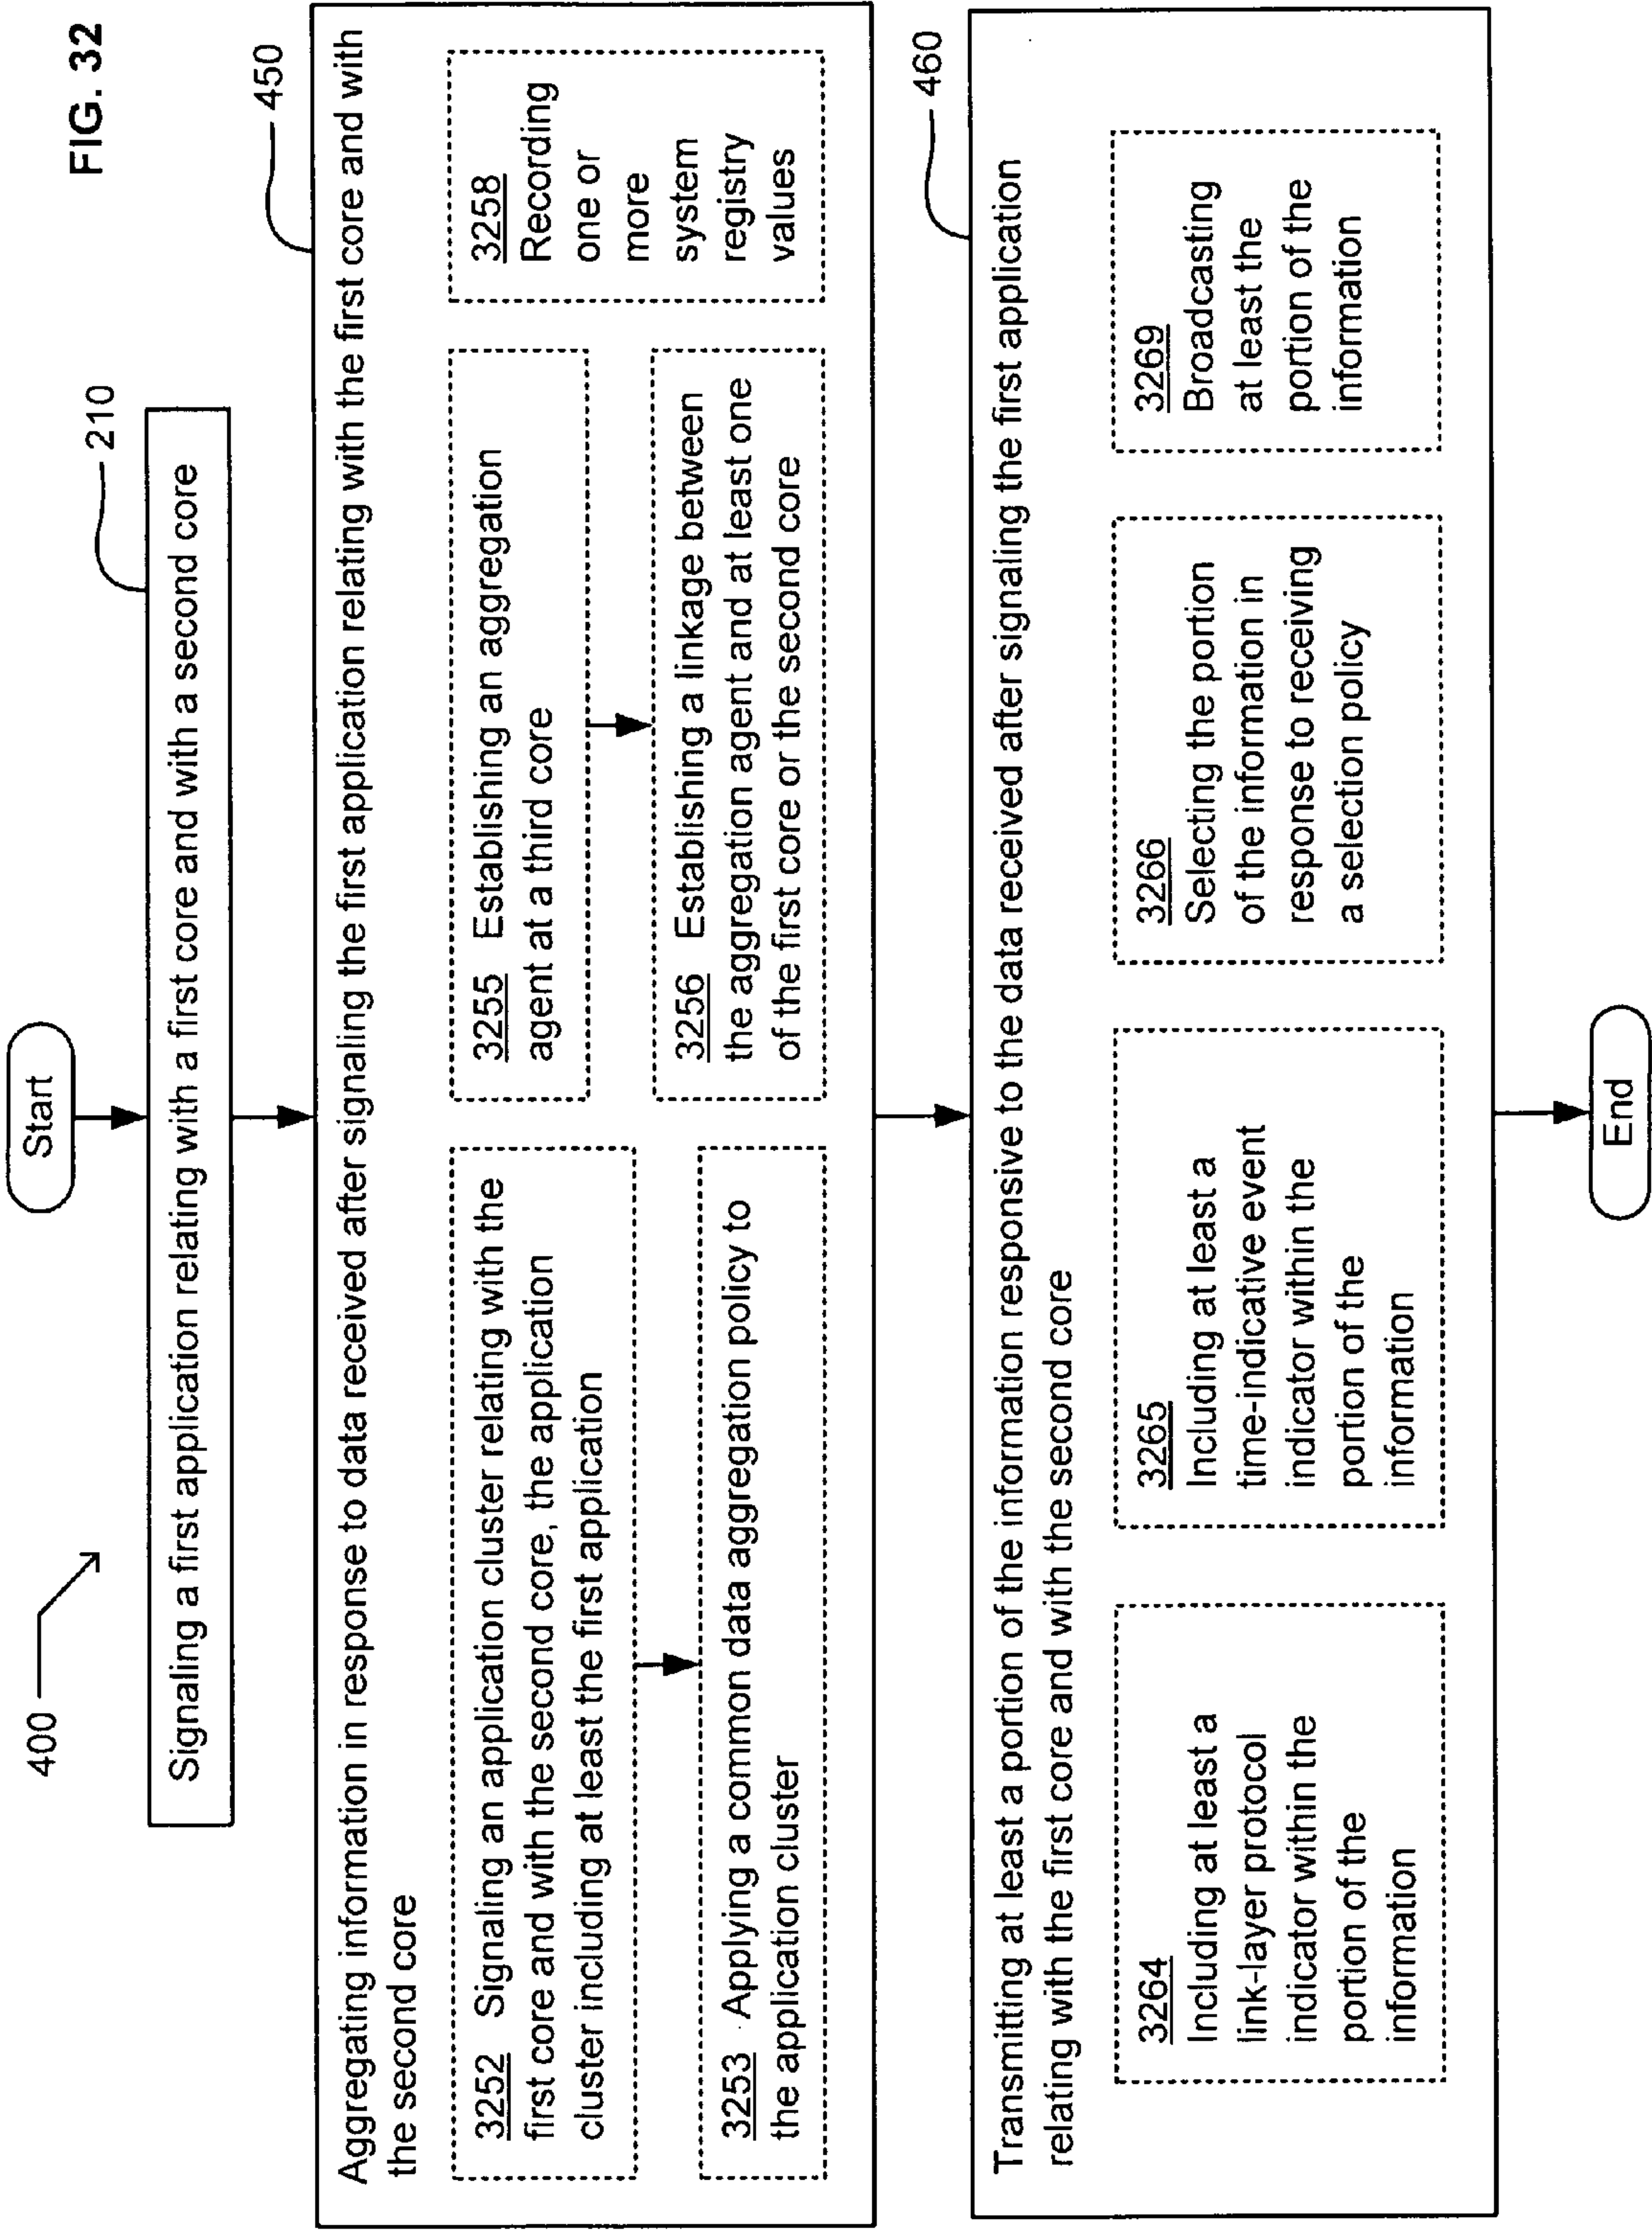 FIG. 32
400
Start
210
Signaling a first application relating with a first core and with a second core
450
Aggregating information in response to data received after signaling the first application relating with the first core and with
the second core
3252 Signaling an application cluster relating with the
first core and with the second core, the application
cluster including at least the first application
3253 Applying a common data aggregation policy to
the application cluster
3255 Establishing an aggregation
agent at a third core
3256 Establishing a linkage between
the aggregation agent and at least one
of the first core or the second core
3258
Recording
one or
more
system
registry
values
460
Transmitting at least a portion of the information responsive to the data received after signaling the first application
relating with the first core and with the second core
3264
Including at least a
link-layer protocol
indicator within the
portion of the
information
3265
Including at least a
time-indicative event
indicator within the
portion of the
information
3266
Selecting the portion
of the information in
response to receiving
a selection policy
3269
Broadcasting
at least the
portion of the
information
End